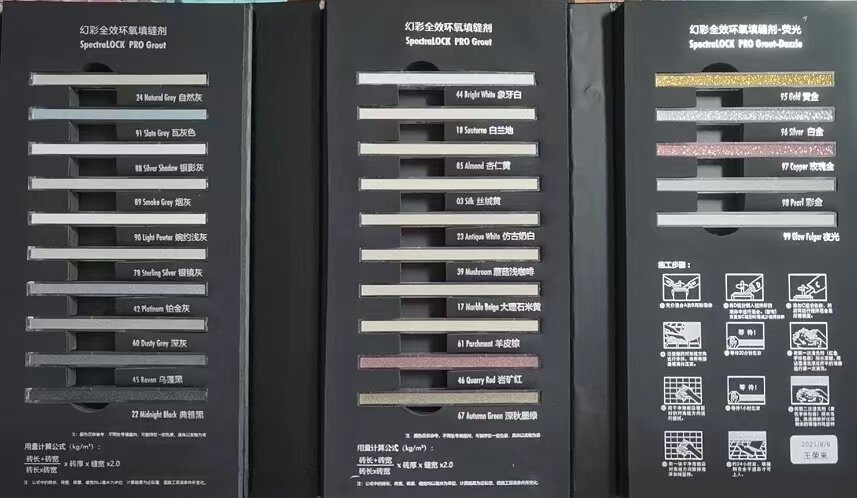 幻彩全效环氧填缝剂
SpectraLOCK PRO Grout
24 Natural Grey 自然灰
91 Slate Grey 瓦灰色
88 Silver Shadow 银影灰
89 Smoke Grey 烟灰
90 Light Powter 婉约浅灰
78 Sterling Silver 银镜灰
42 Platinum 铂金灰
60 Dusty Grey 深灰
45 Raven 乌篷黑
22 Midnight Black 典雅黑
用量计算公式（kg/m²）：
砖长+砖宽
砖长x砖宽
x 砖厚 x 缝宽 x2.0
幻彩全效环氧填缝剂
SpectraLOCK PRO Grout
44 Bright White 象牙白
18 Sauterne 白兰地
85 Almond 杏仁黄
03 Silk 丝绒黄
23 Antique White 仿古奶白
39 Mushroom 蘑菇浅咖啡
17 Marble Beige 大理石米黄
61 Parchment 羊皮棕
46 Quarry Red 岩矿红
67 Autumn Green 深秋墨绿
用量计算公式（kg/m²）：
砖长+砖宽
砖长x砖宽
x 砖厚 x 缝宽 x2.0
幻彩全效环氧填缝剂-荧光
SpectraLOCK PRO Grout-Dazzle
95 Gold 黄金
96 Silver 白金
97 Copper 玫瑰金
98 Pearl 彩金
99 Glow Fulger 夜光
施工步骤：
等待！
等待！
2021/8/6
王荣来